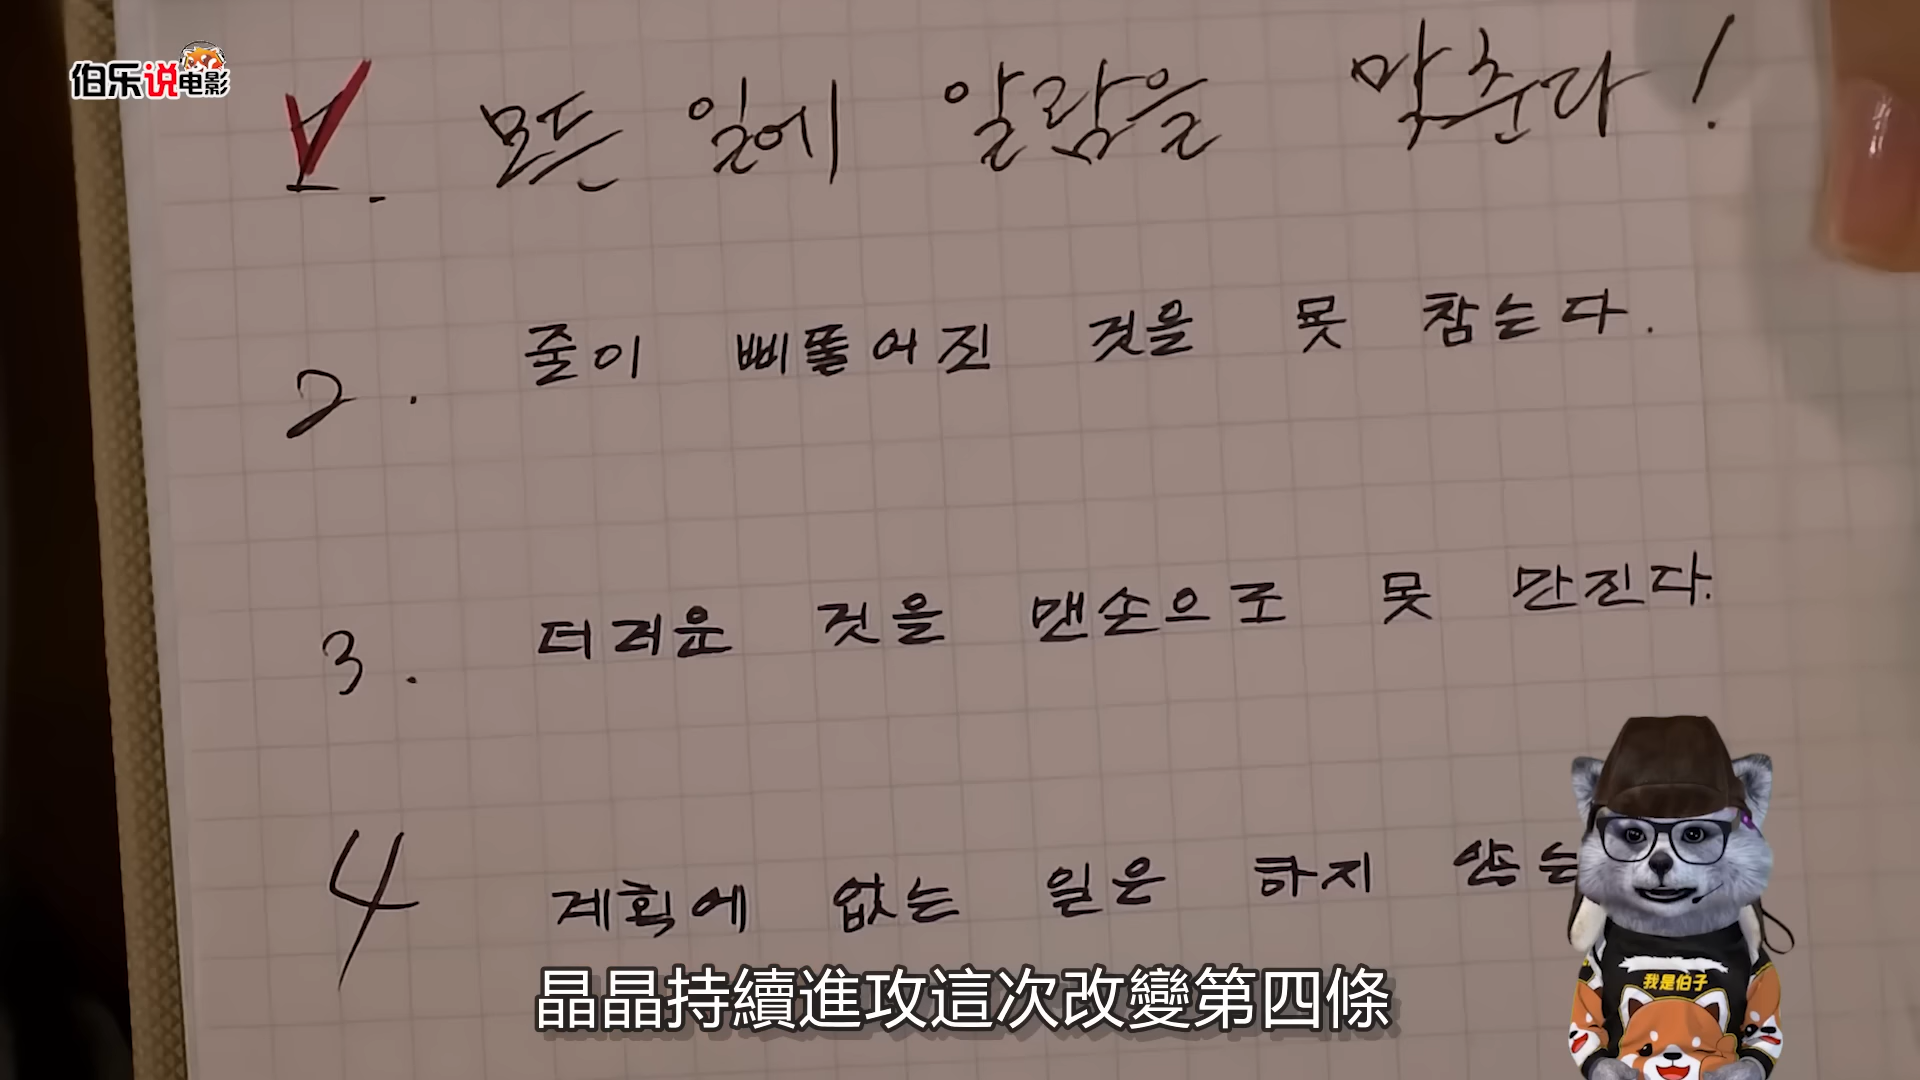 伯乐说电影
1. 모든 일에 알람을 맞춘다!
2. 줄이 삐뚤어진 것을 못 참는다.
3. 더러운 것을 맨손으로 못 만진다.
4 계획에 없는 일은 하지 않는
晶晶持續進攻這次改變第四條
我是伯子